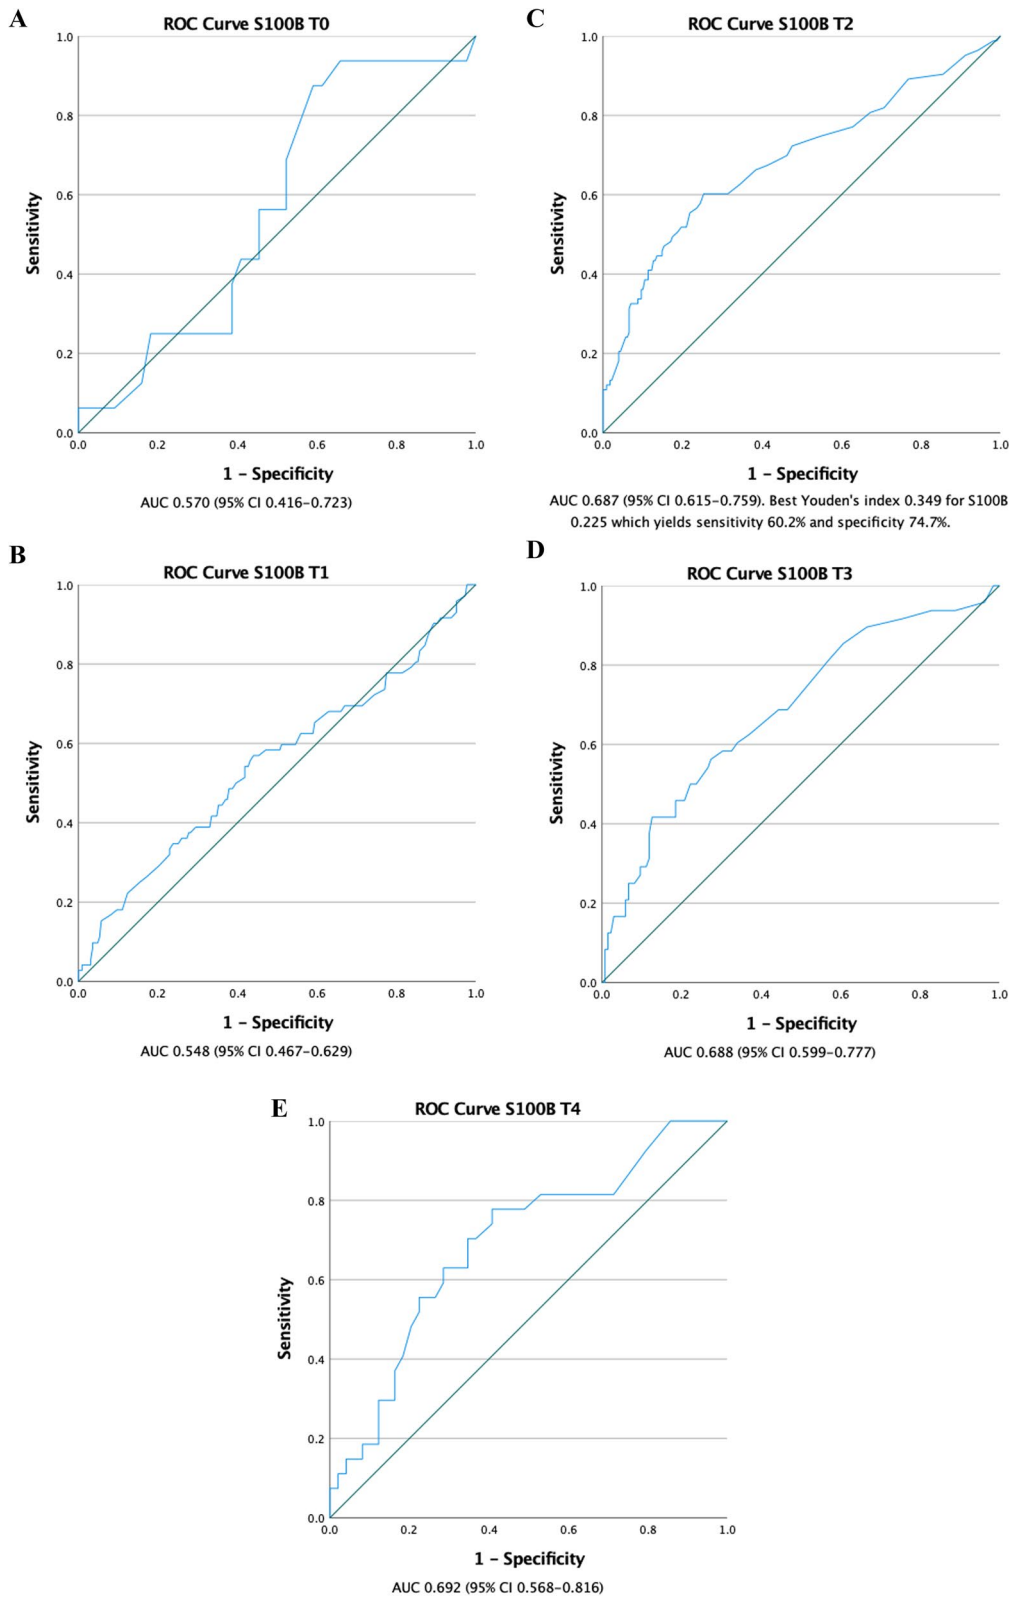 A
ROC Curve S100B T0
1.0
0.8
0.6
0.4
0.2
0.0
Sensitivity
0.0 0.2 0.4 0.6 0.8 1.0
1 – Specificity
AUC 0.570 (95% CI 0.416–0.723)
C
ROC Curve S100B T2
1.0
0.8
0.6
0.4
0.2
0.0
Sensitivity
0.0 0.2 0.4 0.6 0.8 1.0
1 – Specificity
AUC 0.687 (95% CI 0.615–0.759). Best Youden's index 0.349 for S100B
0.225 which yields sensitivity 60.2% and specificity 74.7%.
B
ROC Curve S100B T1
1.0
0.8
0.6
0.4
0.2
0.0
Sensitivity
0.0 0.2 0.4 0.6 0.8 1.0
1 – Specificity
AUC 0.548 (95% CI 0.467–0.629)
D
ROC Curve S100B T3
1.0
0.8
0.6
0.4
0.2
0.0
Sensitivity
0.0 0.2 0.4 0.6 0.8 1.0
1 – Specificity
AUC 0.688 (95% CI 0.599–0.777)
E
ROC Curve S100B T4
1.0
0.8
0.6
0.4
0.2
0.0
Sensitivity
0.0 0.2 0.4 0.6 0.8 1.0
1 – Specificity
AUC 0.692 (95% CI 0.568–0.816)